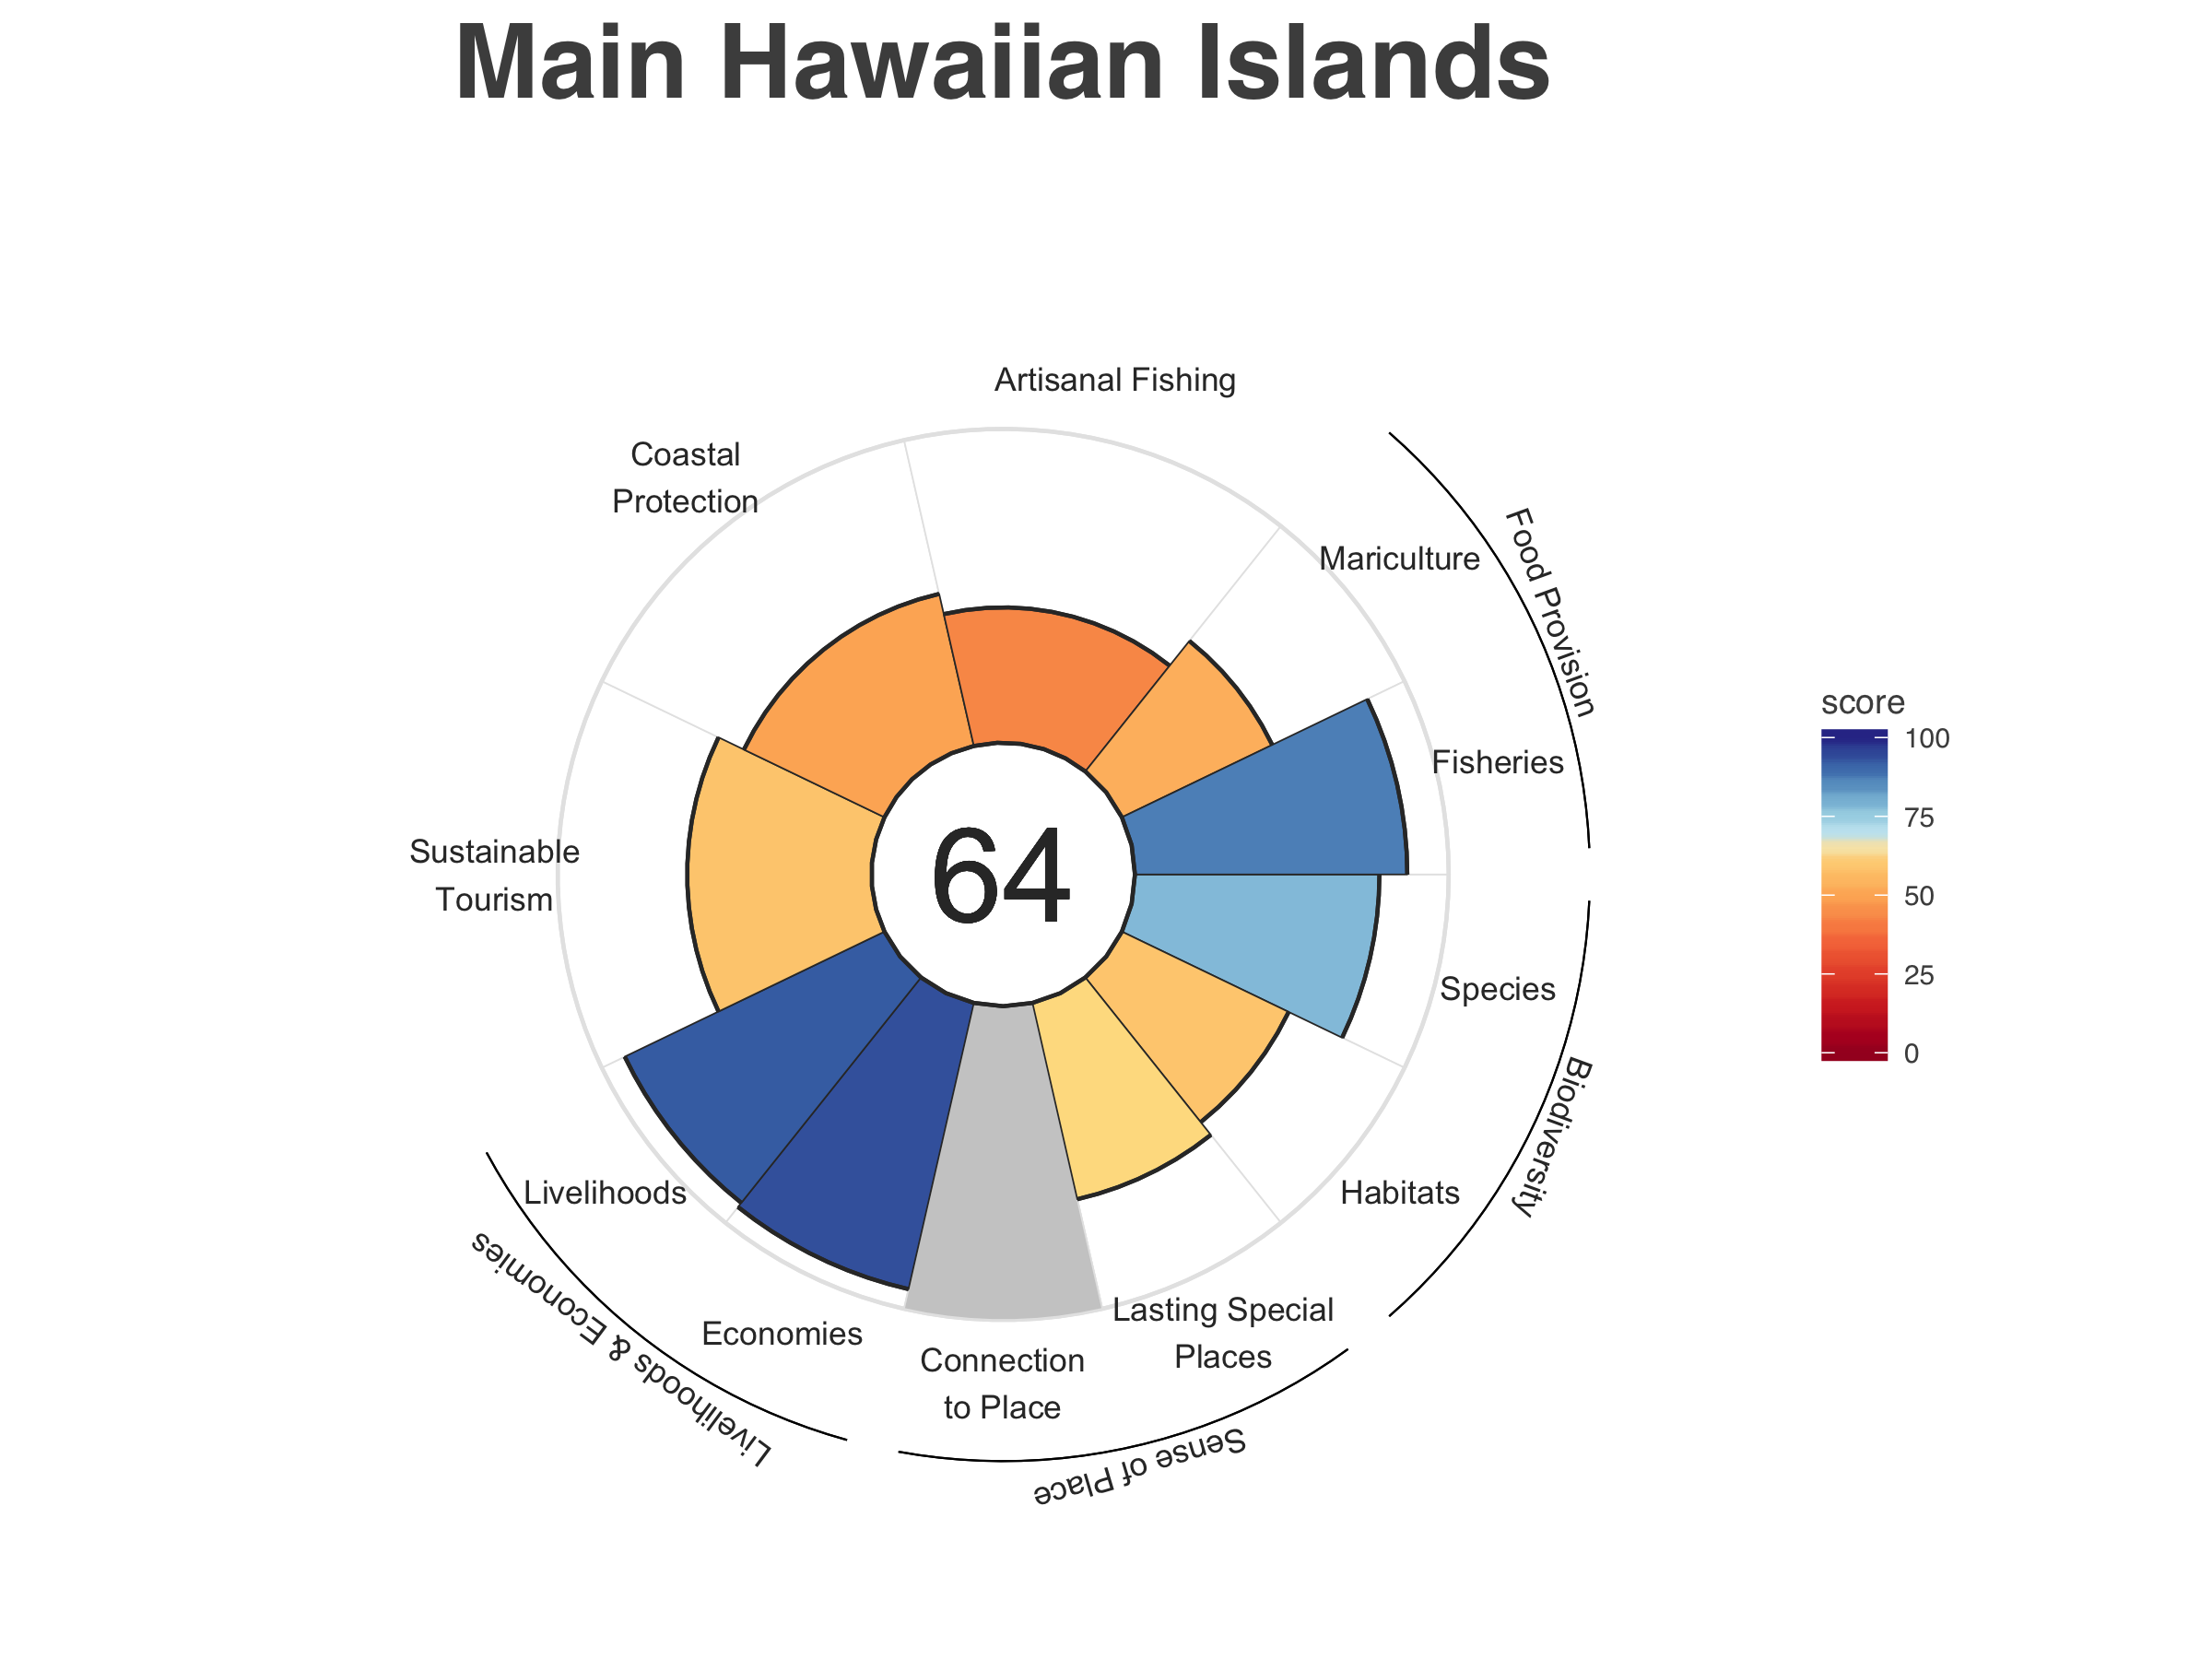 Main Hawaiian Islands
Artisanal Fishing
Coastal
Protection
Mariculture
Food Provision
Fisheries
score
100
75
50
25
0
64
Sustainable
Tourism
Species
Biodiversity
Habitats
Livelihoods
Livelihoods & Economies
Economies
Lasting Special
Places
Connection
to Place
Sense of Place